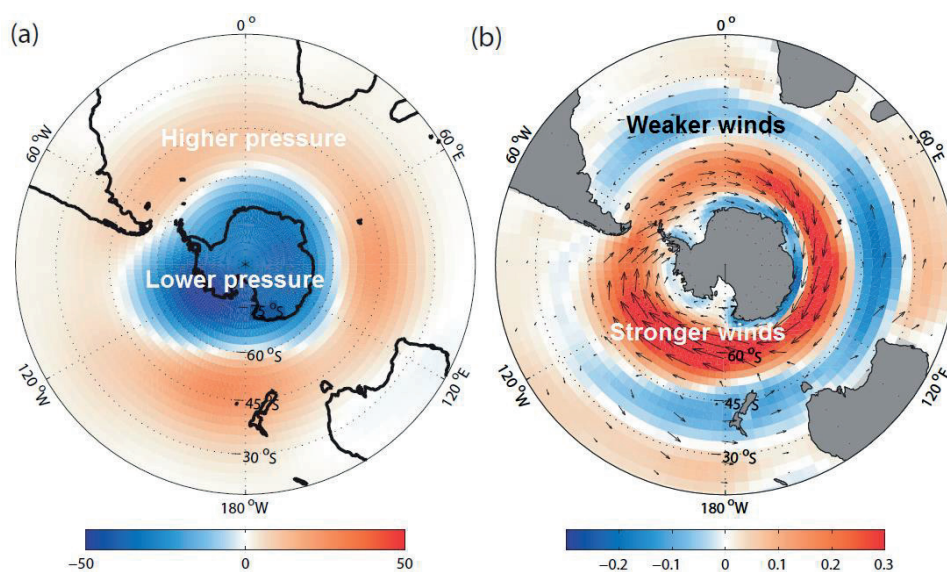 (a)
0 °
Higher pressure
60 °W
60 °E
Lower pressure
75 °S
60 °S
120 °W
45 °S
120 °E
30 °S
180 °W
−50
0
50
(b)
0 °
Weaker winds
60 °W
60 °E
Stronger winds
60 °S
120 °W
45 °S
120 °E
30 °S
180 °W
−0.2
−0.1
0
0.1
0.2
0.3